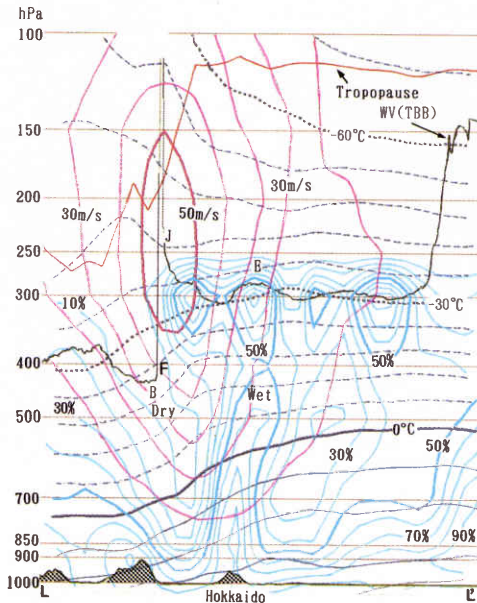 hPa
100
Tropopause
WV(TBB)
-60°C
150
200
30m/s
50m/s
30m/s
J
250
E
300
-10%
-30°C
50%
50%
400
F
B
30%
Dry
Wet
500
0°C
50%
30%
700
70%
90%
850
900
1000
L
Hokkaido
L'